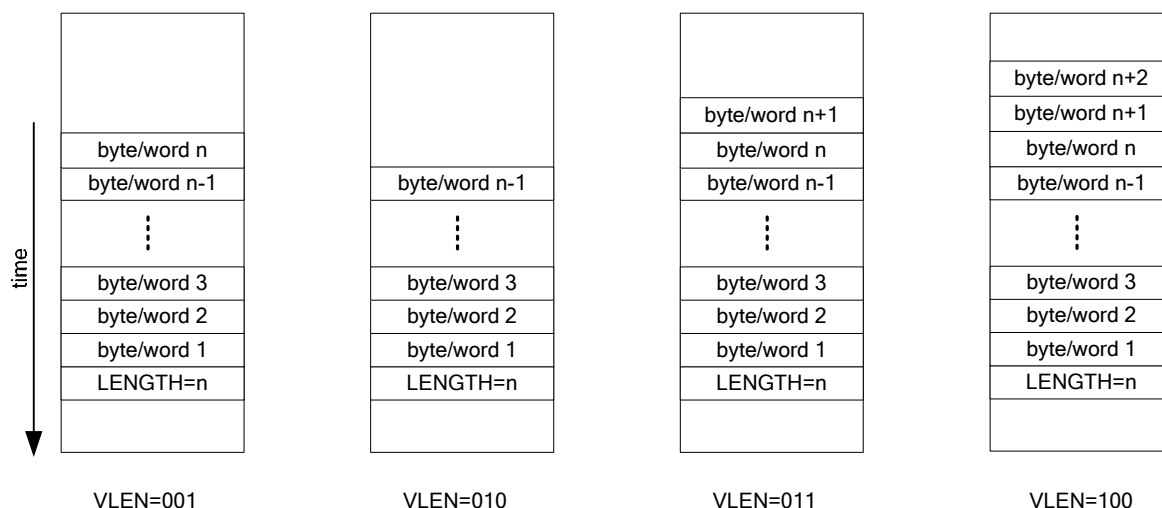 byte/word n
byte/word n-1
byte/word 3
byte/word 2
byte/word 1
LENGTH=n
VLEN=001
byte/word n-1
byte/word 3
byte/word 2
byte/word 1
LENGTH=n
VLEN=010
byte/word n+1
byte/word n
byte/word n-1
byte/word 3
byte/word 2
byte/word 1
LENGTH=n
VLEN=011
byte/word n+2
byte/word n+1
byte/word n
byte/word n-1
byte/word 3
byte/word 2
byte/word 1
LENGTH=n
VLEN=100
time